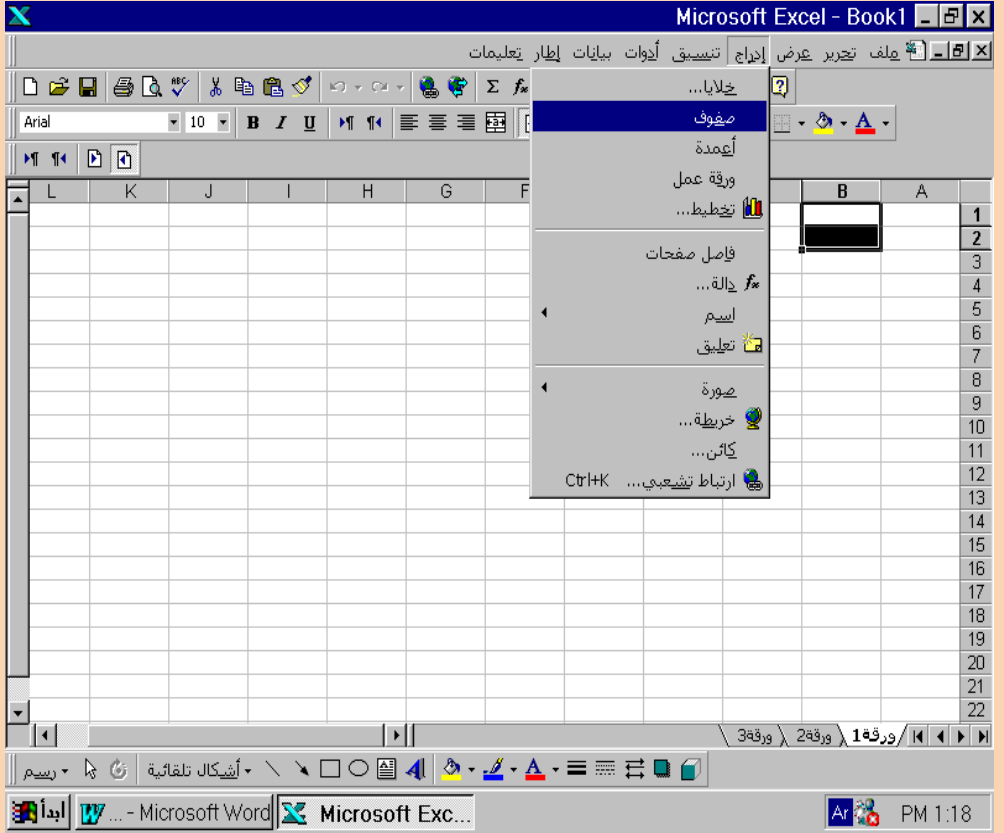 Microsoft Excel - Book1
ملف تحرير عرض إدراج تنسيق أدوات بيانات إطار تعليمات
ABC
Σ fx ?
Arial 10 B I U A
خلايا...
صفوف
أعمدة
ورقة عمل
تخطيط...
فاصل صفحات
fx دالة...
اسم
تعليق
صورة
خريطة...
كائن...
ارتباط تشعبي... Ctrl+K
A B F G H I J K L
1
2
3
4
5
6
7
8
9
10
11
12
13
14
15
16
17
18
19
20
21
22
ورقة1 ورقة2 ورقة3
رسم أشكال تلقائية A A
ابدأ
... - Microsoft Word
Microsoft Exc...
Ar
PM 1:18